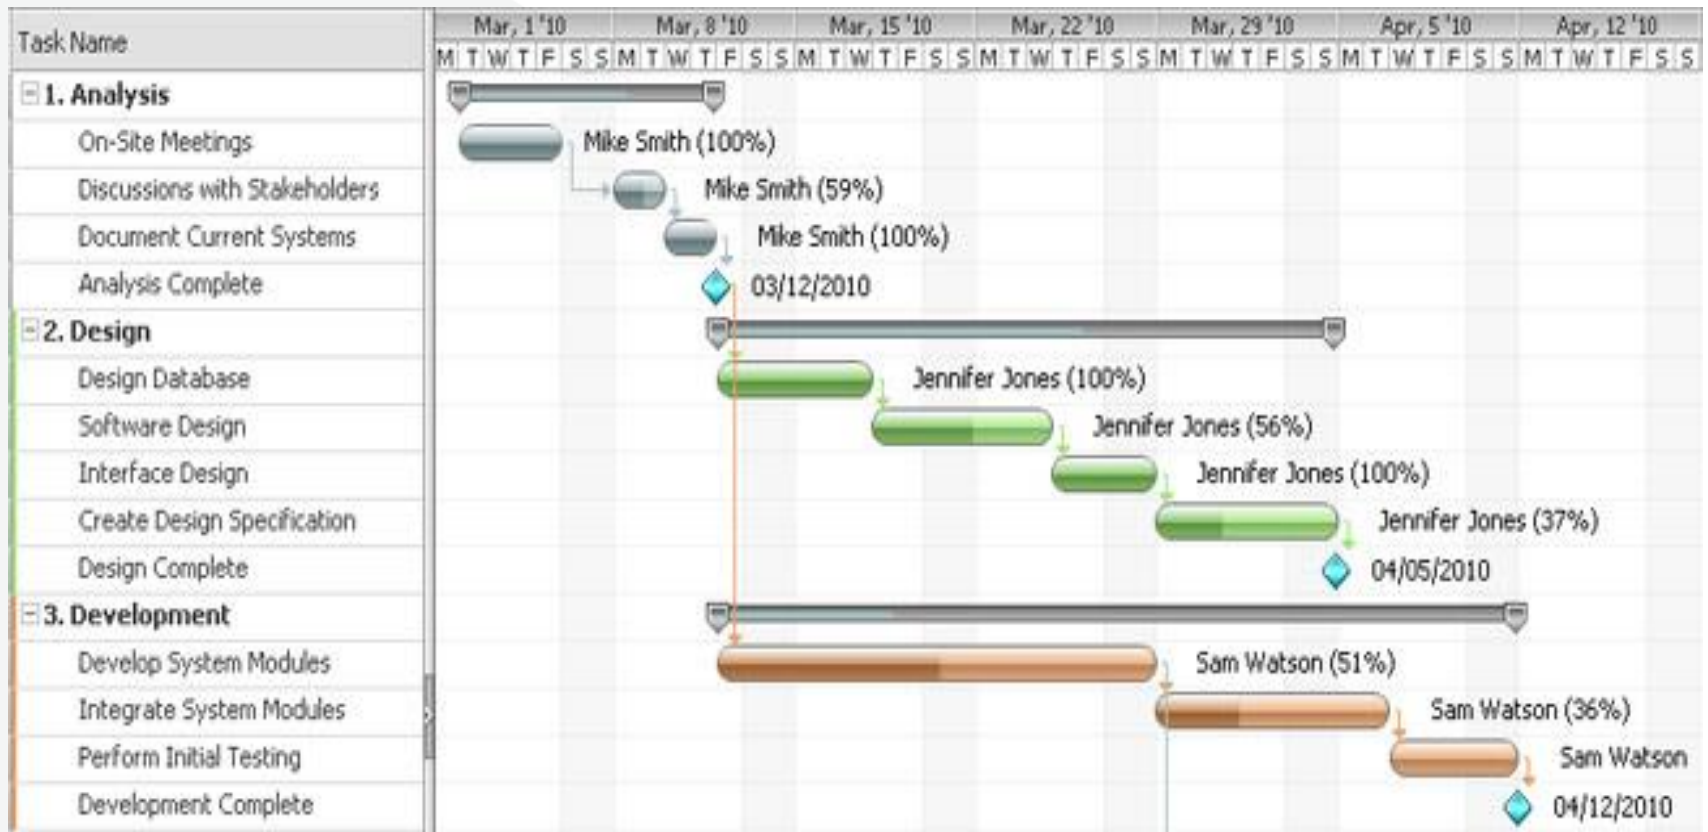 Task Name
Mar, 1 '10 Mar, 8 '10 Mar, 15 '10 Mar, 22 '10 Mar, 29 '10 Apr, 5 '10 Apr, 12 '10
M T W T F S S M T W T F S S M T W T F S S M T W T F S S M T W T F S S M T W T F S S M T W T F S S
1. Analysis
On-Site Meetings Mike Smith (100%)
Discussions with Stakeholders Mike Smith (59%)
Document Current Systems Mike Smith (100%)
Analysis Complete 03/12/2010
2. Design
Design Database Jennifer Jones (100%)
Software Design Jennifer Jones (56%)
Interface Design Jennifer Jones (100%)
Create Design Specification Jennifer Jones (37%)
Design Complete 04/05/2010
3. Development
Develop System Modules Sam Watson (51%)
Integrate System Modules Sam Watson (36%)
Perform Initial Testing Sam Watson
Development Complete 04/12/2010